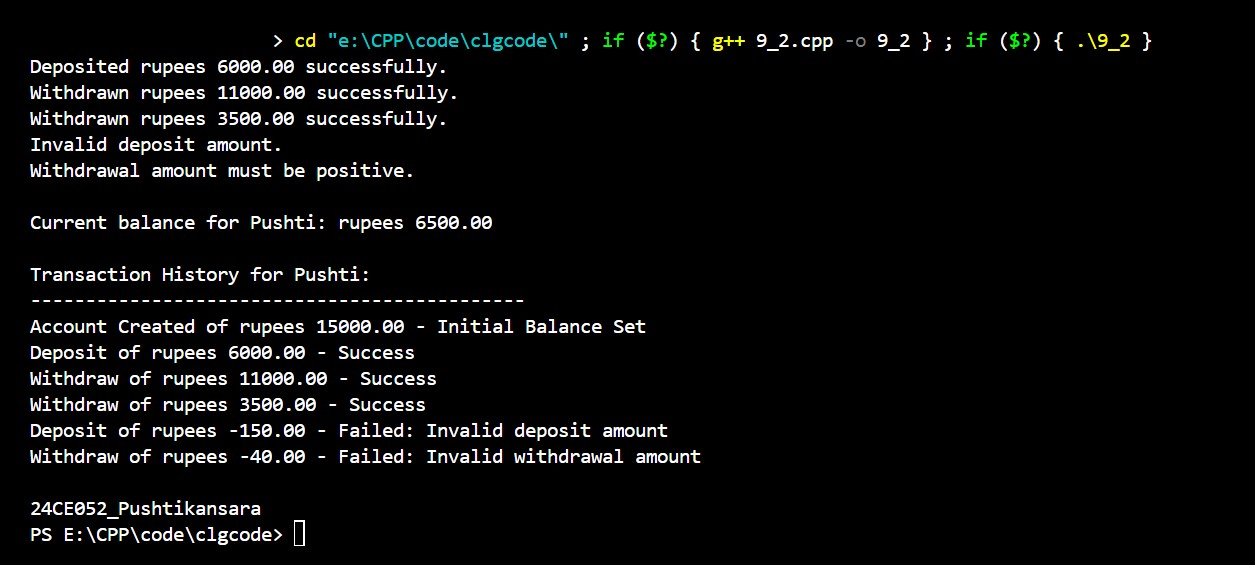 > cd "e:\CPP\code\clgcode\" ; if ($?) { g++ 9_2.cpp -o 9_2 } ; if ($?) { .\9_2 }
Deposited rupees 6000.00 successfully.
Withdrawn rupees 11000.00 successfully.
Withdrawn rupees 3500.00 successfully.
Invalid deposit amount.
Withdrawal amount must be positive.
Current balance for Pushti: rupees 6500.00
Transaction History for Pushti:
---------------------------------------------
Account Created of rupees 15000.00 - Initial Balance Set
Deposit of rupees 6000.00 - Success
Withdraw of rupees 11000.00 - Success
Withdraw of rupees 3500.00 - Success
Deposit of rupees -150.00 - Failed: Invalid deposit amount
Withdraw of rupees -40.00 - Failed: Invalid withdrawal amount
24CE052_Pushtikansara
PS E:\CPP\code\clgcode>